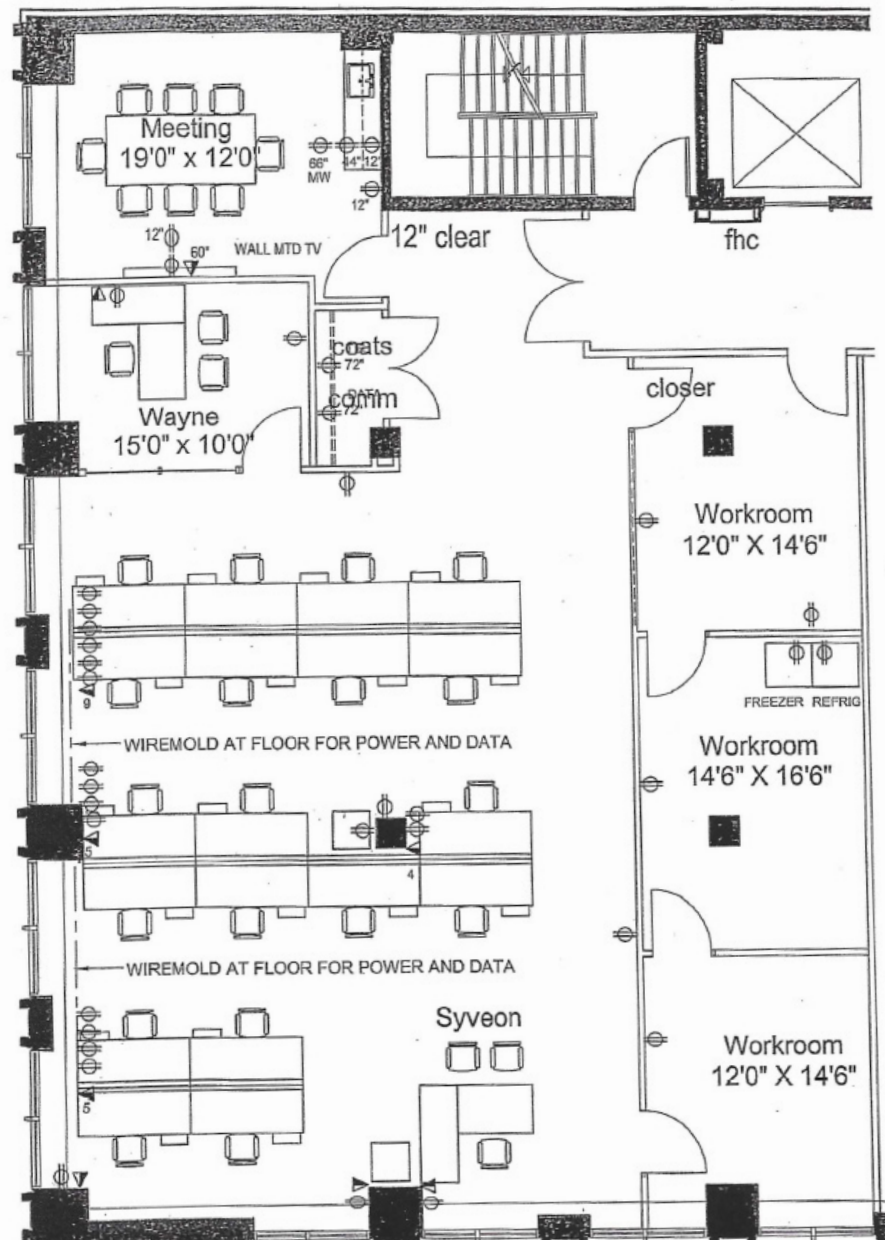 Meeting
19'0" x 12'0"
66"
MW
44"
12"
12"
12"
60"
WALL MTD TV
12" clear
fhc
coats
72"
DATA
comm
72"
closer
Wayne
15'0" x 10'0"
Workroom
12'0" X 14'6"
9
FREEZER REFRIG
WIREMOLD AT FLOOR FOR POWER AND DATA
Workroom
14'6" X 16'6"
5
4
WIREMOLD AT FLOOR FOR POWER AND DATA
Syveon
Workroom
12'0" X 14'6"
5